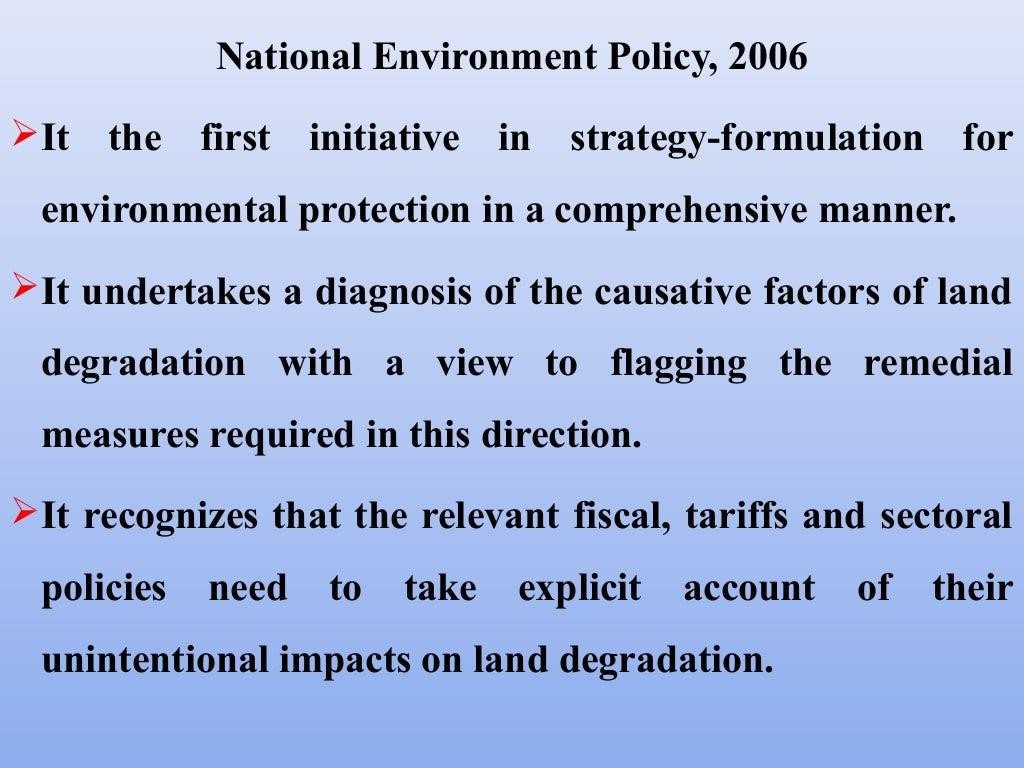 National Environment Policy, 2006
It the first initiative in strategy-formulation for
environmental protection in a comprehensive manner.
It undertakes a diagnosis of the causative factors of land
degradation with a view to flagging the remedial
measures required in this direction.
It recognizes that the relevant fiscal, tariffs and sectoral
policies need to take explicit account of their
unintentional impacts on land degradation.